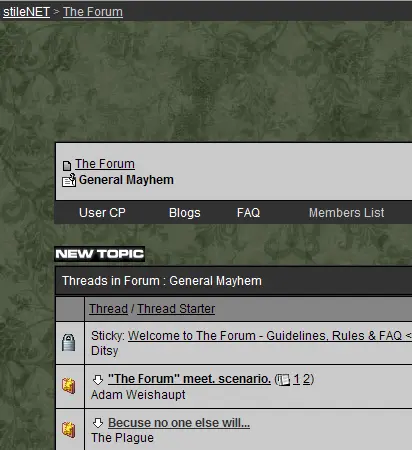 stileNET > The Forum
The Forum
General Mayhem
User CP Blogs FAQ Members List
NEW TOPIC
Threads in Forum : General Mayhem
Thread / Thread Starter
Sticky: Welcome to The Forum - Guidelines, Rules & FAQ <
Ditsy
"The Forum" meet. scenario. ( 1 2)
Adam Weishaupt
Becuse no one else will...
The Plague